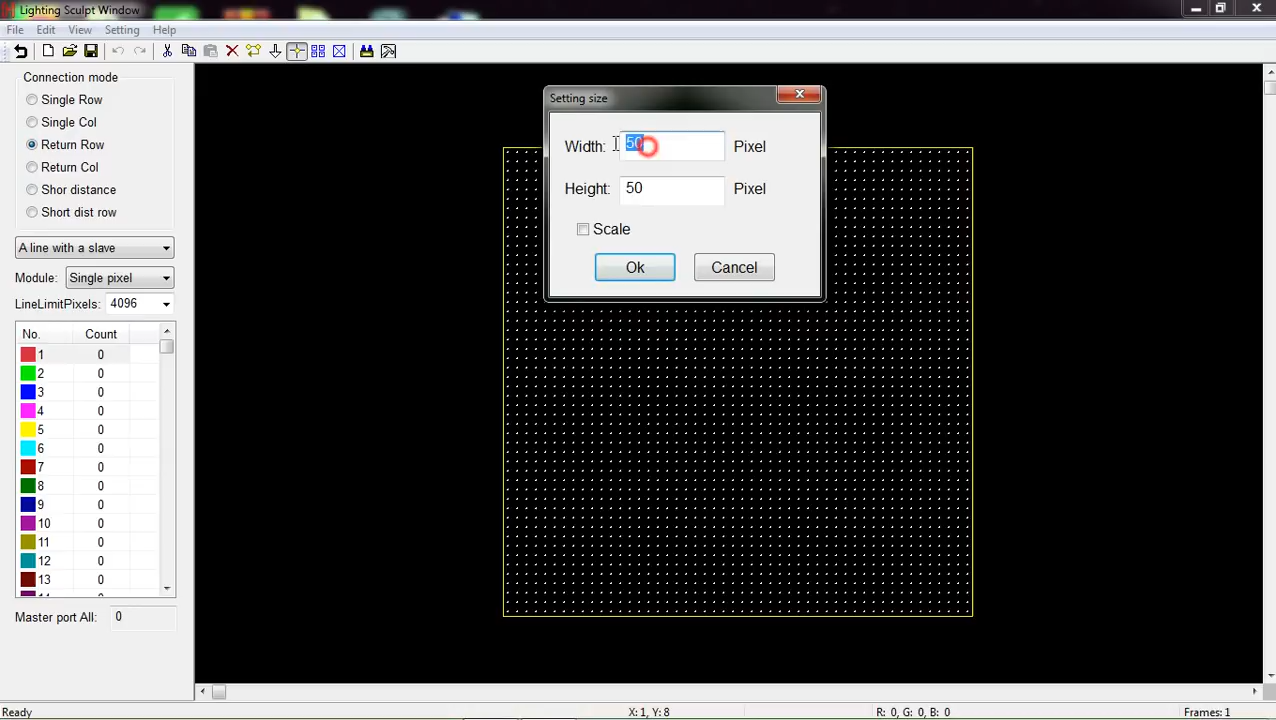 Lighting Sculpt Window
File Edit View Setting Help
Connection mode
Single Row
Single Col
Return Row
Return Col
Shor distance
Short dist row
A line with a slave
Module: Single pixel
LineLimitPixels: 4096
No. Count
1 0
2 0
3 0
4 0
5 0
6 0
7 0
8 0
9 0
10 0
11 0
12 0
13 0
Master port All: 0
Setting size
Width: 50 Pixel
Height: 50 Pixel
Scale
Ok Cancel
Ready X: 1, Y: 8 R: 0, G: 0, B: 0 Frames: 1